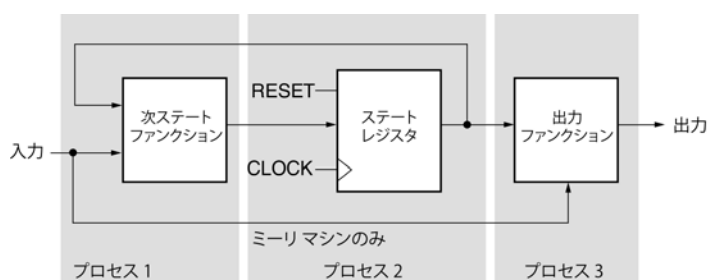 入力
次ステート
ファンクション
RESET
CLOCK
ステート
レジスタ
出力
ファンクション
出力
ミーリ マシンのみ
プロセス 1
プロセス 2
プロセス 3